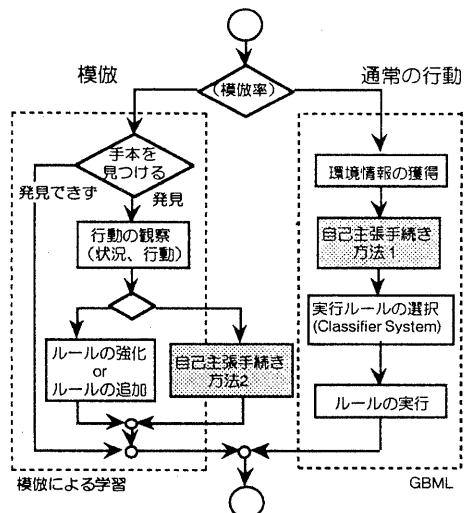 模倣
通常の行動
(模倣率)
手本を
見つける
発見できず
発見
行動の観察
(状況、行動)
ルールの強化
or
ルールの追加
自己主張手続き
方法2
模倣による学習
環境情報の獲得
自己主張手続き
方法1
実行ルールの選択
(Classifier System)
ルールの実行
GBML